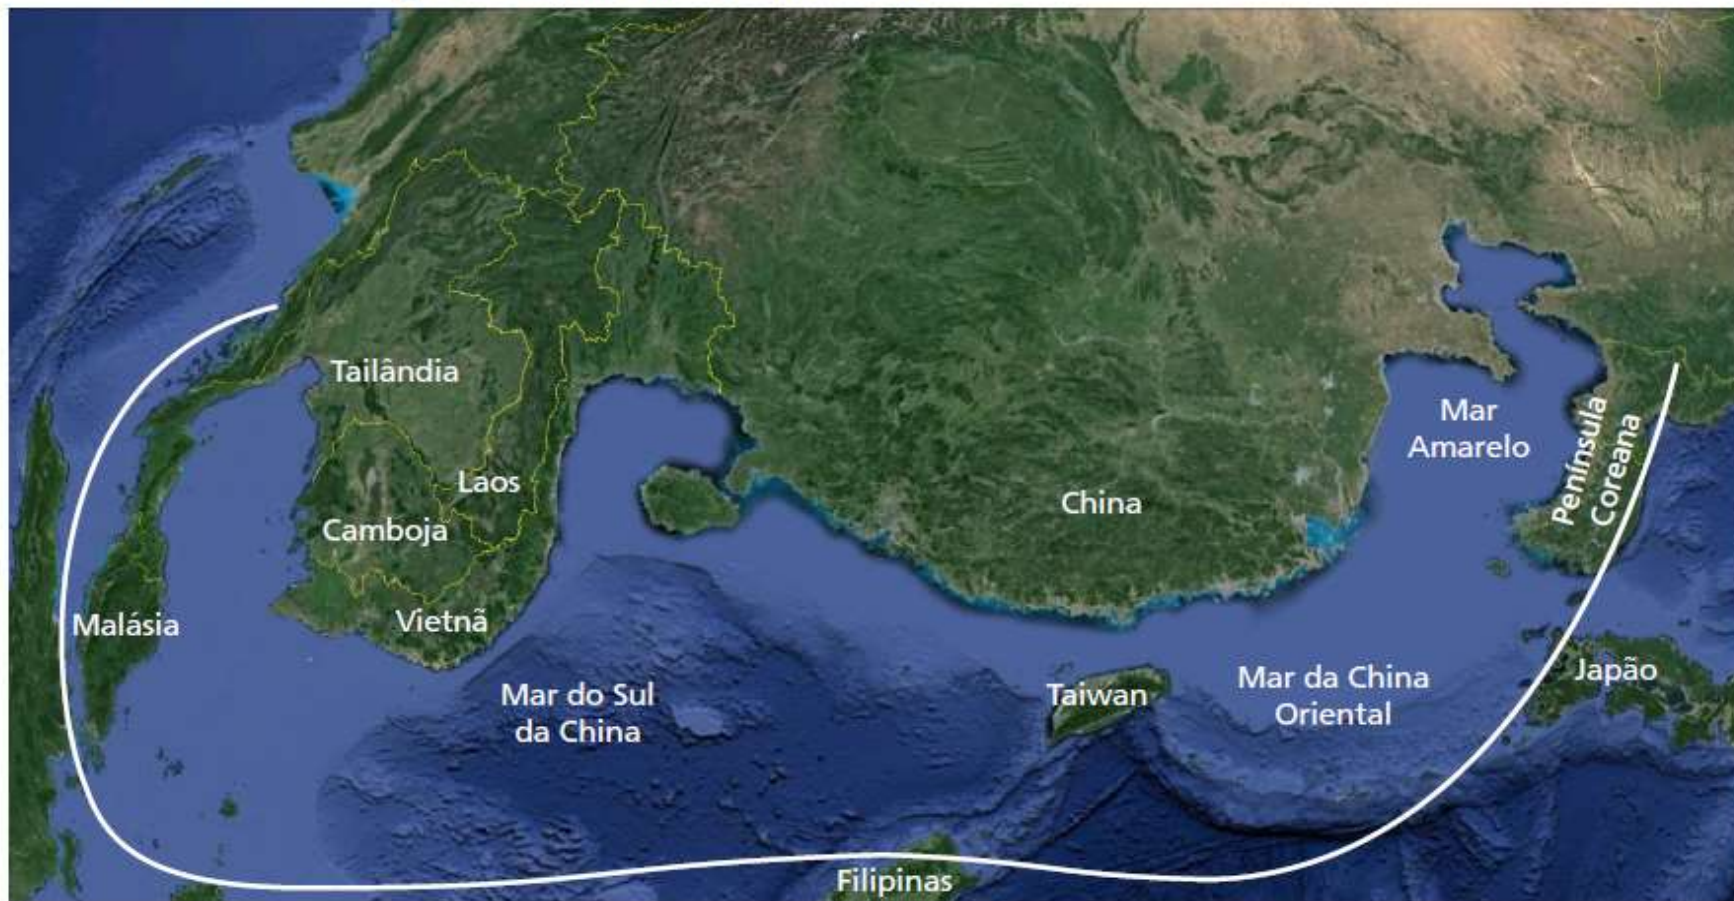 Tailândia
Laos
Camboja
Vietnã
Malásia
Mar do Sul
da China
China
Taiwan
Mar da China
Oriental
Mar
Amarelo
Península
Coreana
Japão
Filipinas